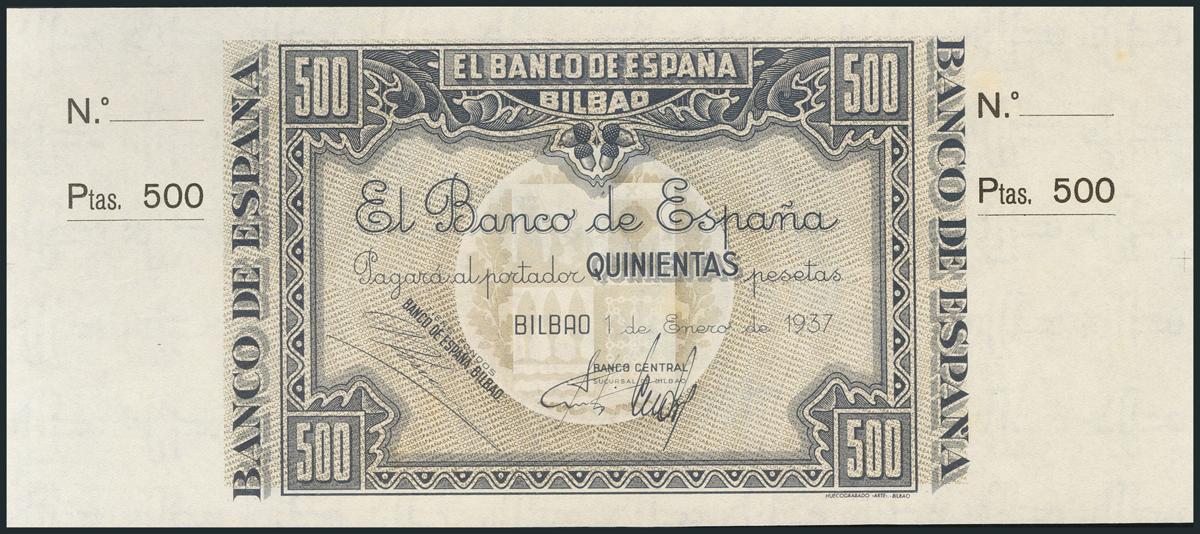 N.º
Ptas. 500
BANCO DE ESPAÑA
500
EL BANCO DE ESPAÑA
BILBAO
500
El Banco de España
Pagará al portador QUINIENTAS pesetas
BILBAO 1 de Enero de 1937
BANCO DE ESPAÑA. BILBAO
BANCO CENTRAL
SUCURSAL DE BILBAO
500
500
HUECOGRABADO -ARTE-. BILBAO
BANCO DE ESPAÑA
N.º
Ptas. 500